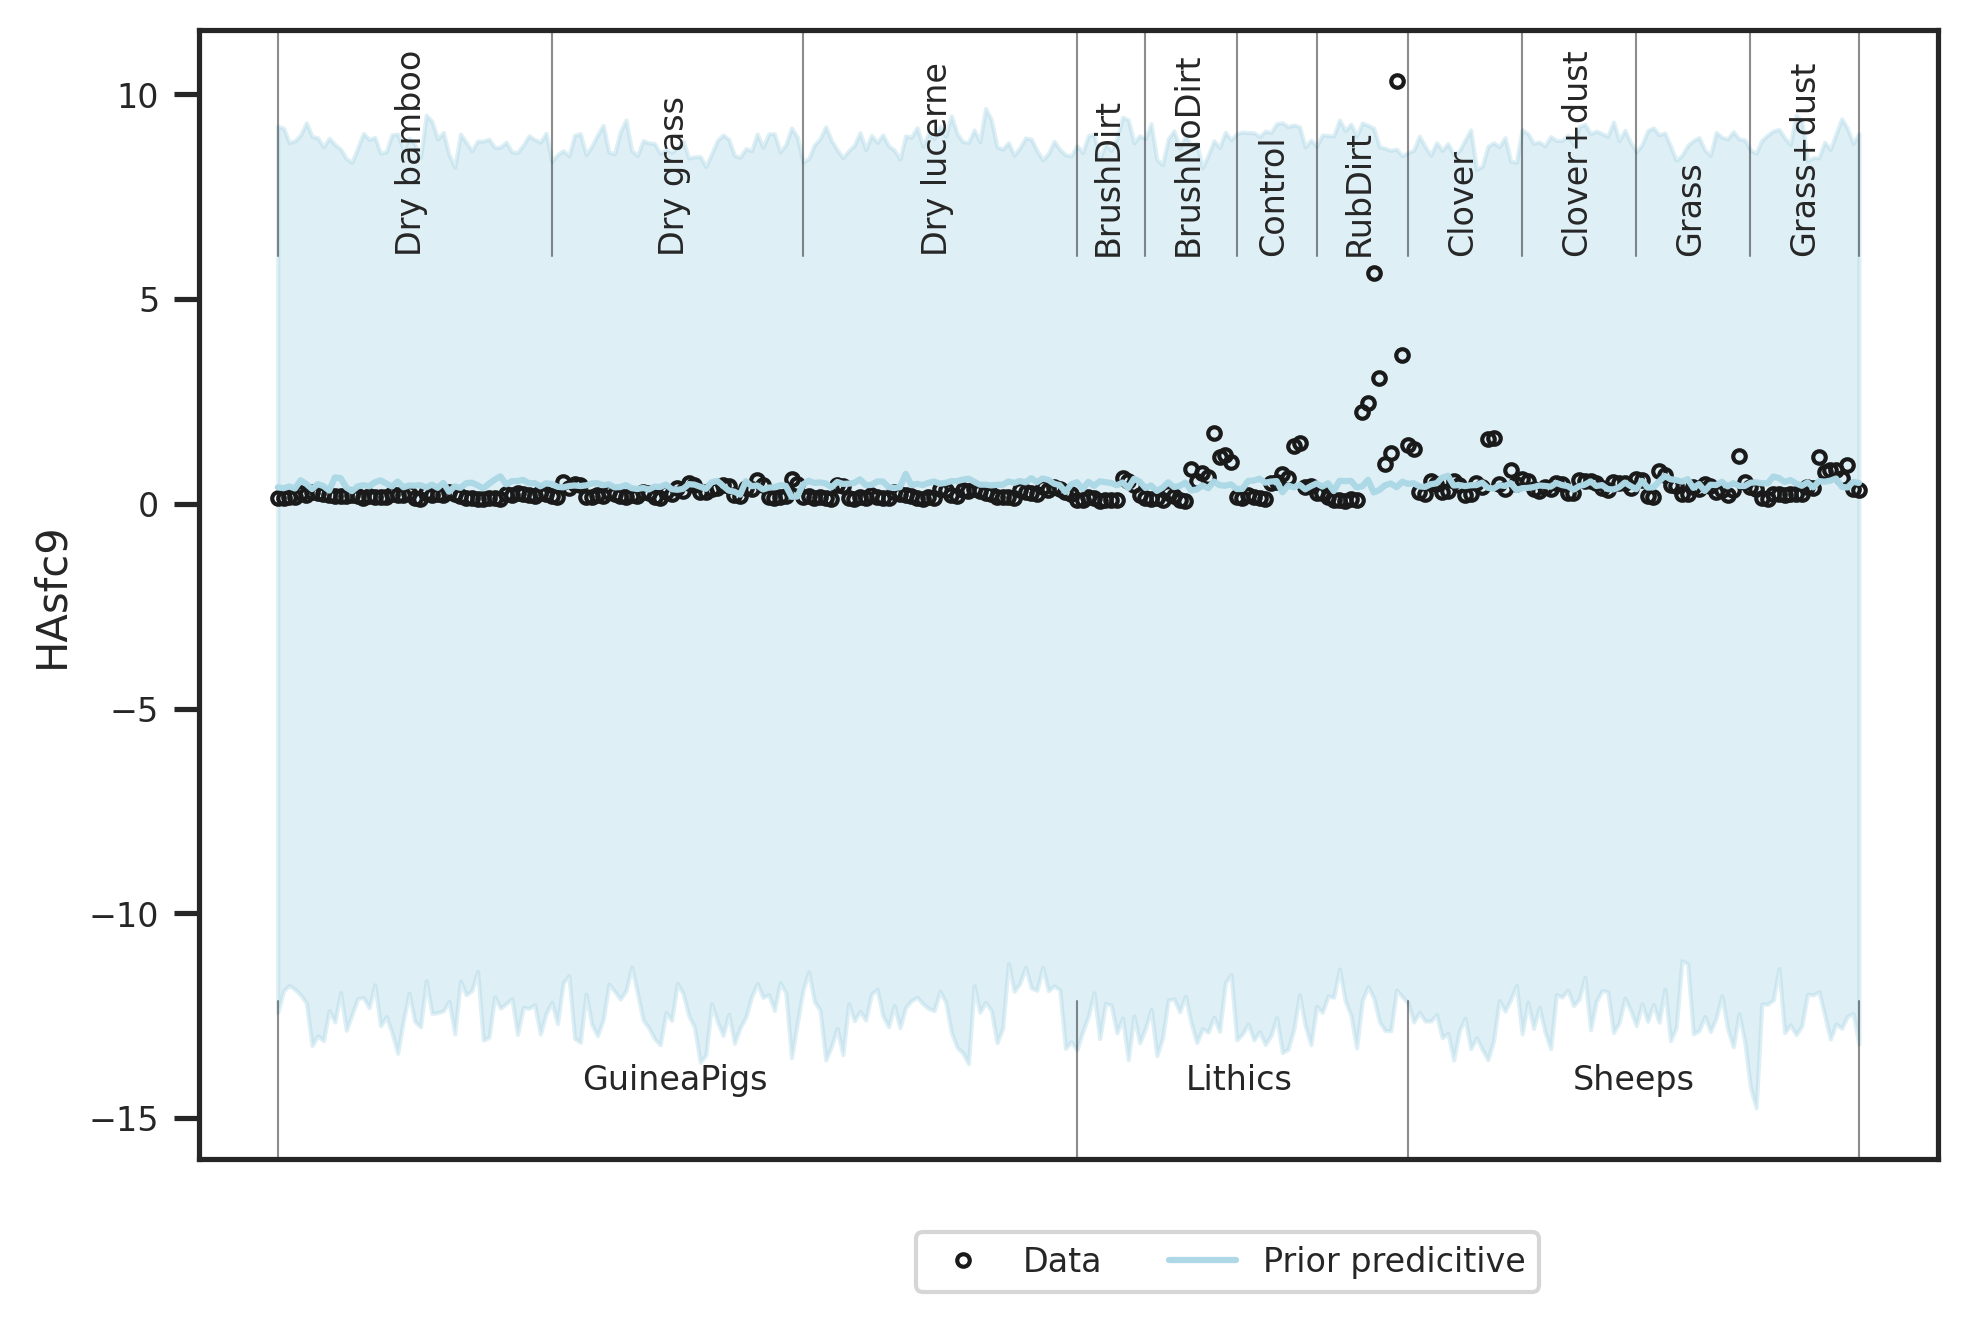 10
5
0
−5
−10
−15
HAsfc9
Dry bamboo
Dry grass
Dry lucerne
BrushDirt
BrushNoDirt
Control
RubDirt
Clover
Clover+dust
Grass
Grass+dust
GuineaPigs
Lithics
Sheeps
Data
Prior predicitive